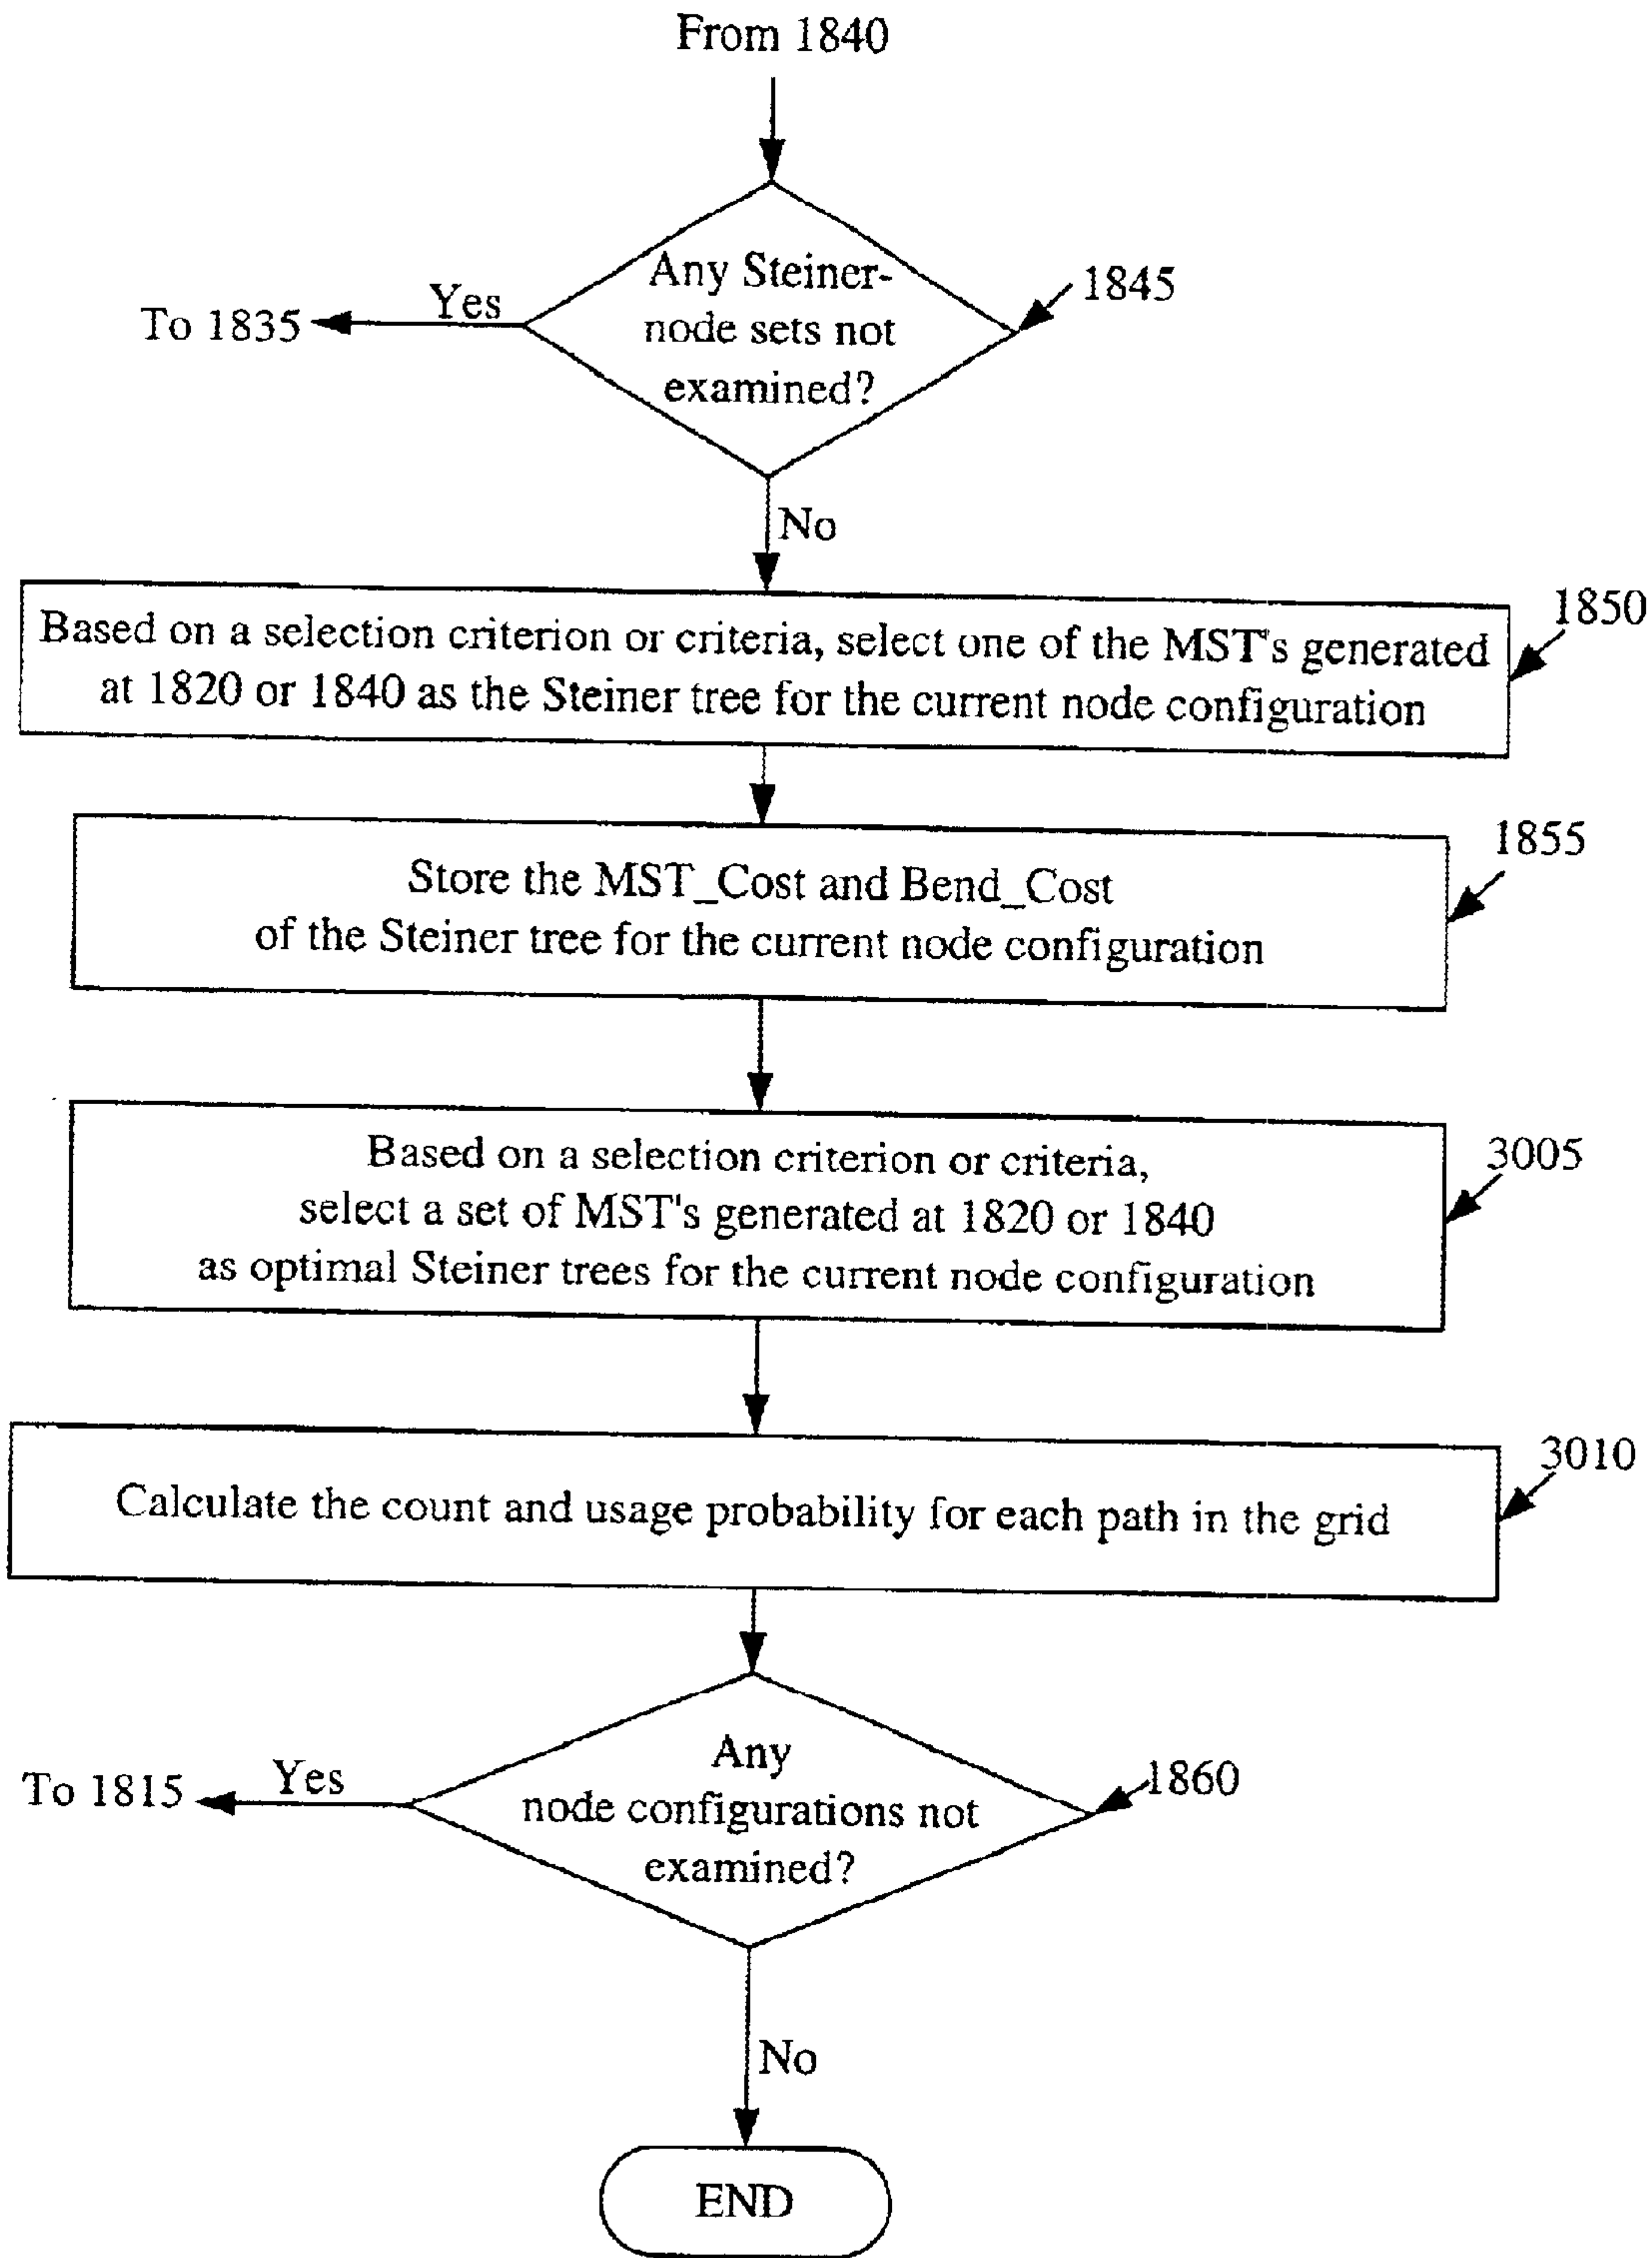 From 1840
Any Steiner-
node sets not
examined?
1845
Yes
To 1835
No
1850
Based on a selection criterion or criteria, select one of the MST's generated
at 1820 or 1840 as the Steiner tree for the current node configuration
1855
Store the MST_Cost and Bend_Cost
of the Steiner tree for the current node configuration
3005
Based on a selection criterion or criteria,
select a set of MST's generated at 1820 or 1840
as optimal Steiner trees for the current node configuration
3010
Calculate the count and usage probability for each path in the grid
Any
node configurations not
examined?
1860
Yes
To 1815
No
END